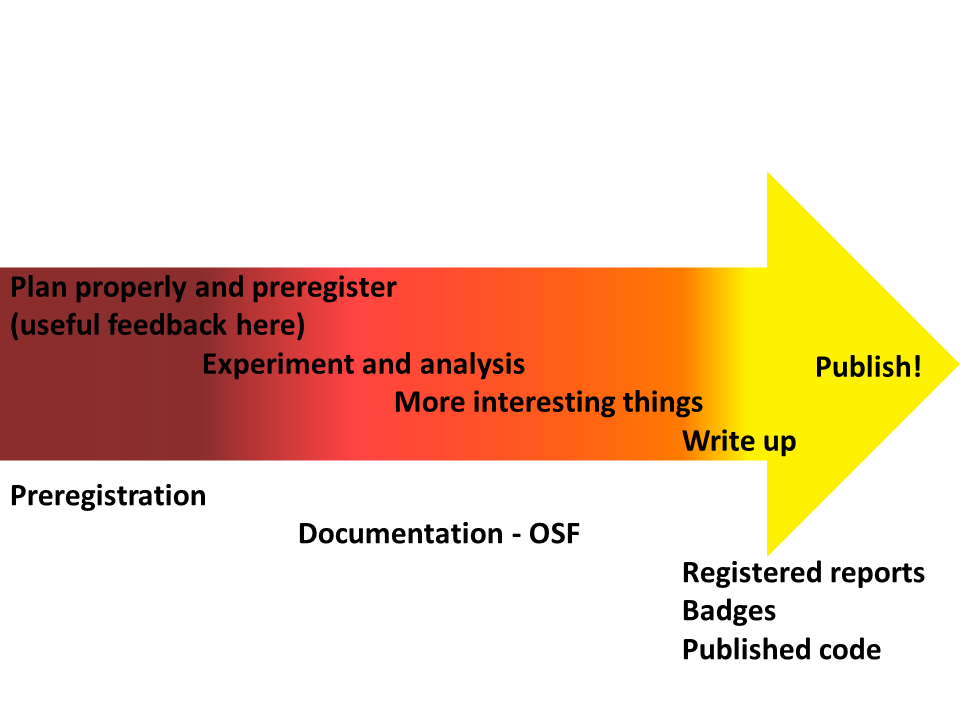 Plan properly and preregister
(useful feedback here)
Experiment and analysis
Publish!
More interesting things
Write up
Preregistration
Documentation - OSF
Registered reports
Badges
Published code